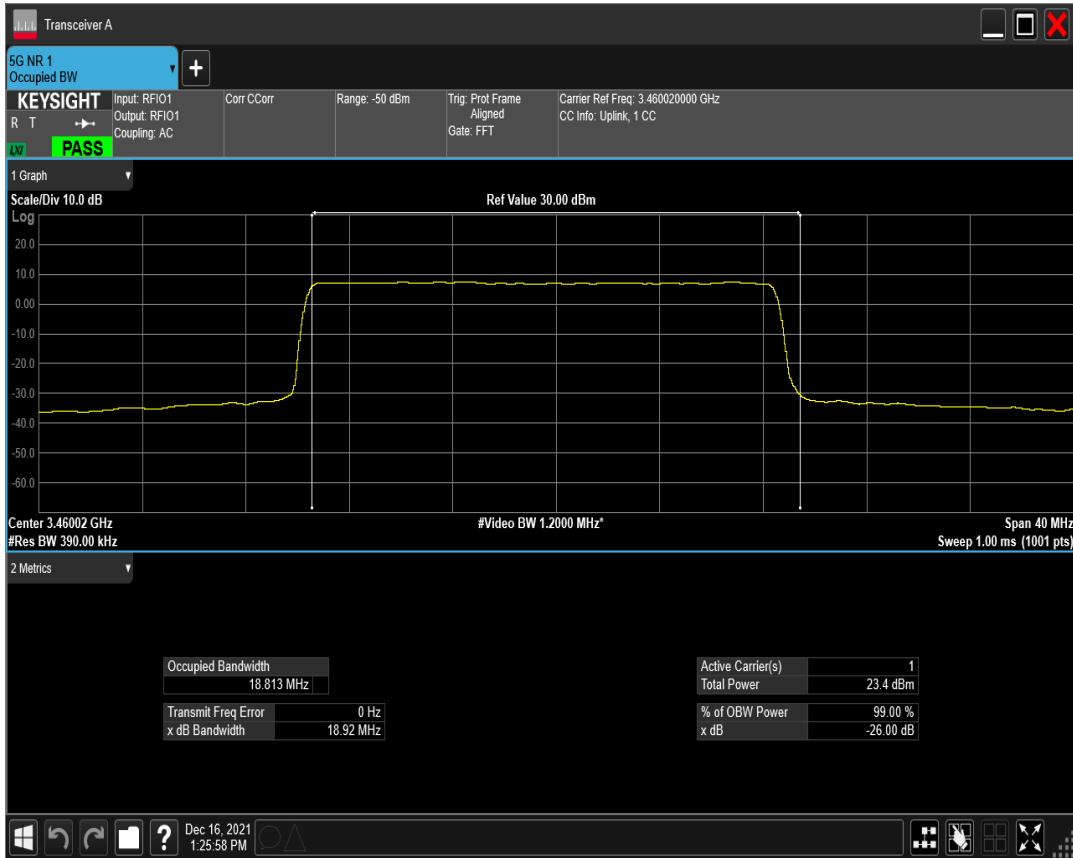 Transceiver A
5G NR 1
Occupied BW
KEYSIGHT
R T
LXI
PASS
Input: RFIO1
Output: RFIO1
Coupling: AC
Corr CCorr
Range: -50 dBm
Trig: Prot Frame
Aligned
Gate: FFT
Carrier Ref Freq: 3.460020000 GHz
CC Info: Uplink, 1 CC
1 Graph
Scale/Div 10.0 dB
Ref Value 30.00 dBm
Log
20.0
10.0
0.00
-10.0
-20.0
-30.0
-40.0
-50.0
-60.0
Center 3.46002 GHz
#Video BW 1.2000 MHz*
Span 40 MHz
#Res BW 390.00 kHz
Sweep 1.00 ms (1001 pts)
2 Metrics
Occupied Bandwidth
18.813 MHz
Transmit Freq Error 0 Hz
x dB Bandwidth 18.92 MHz
Active Carrier(s) 1
Total Power 23.4 dBm
% of OBW Power 99.00 %
x dB -26.00 dB
Dec 16, 2021
1:25:58 PM